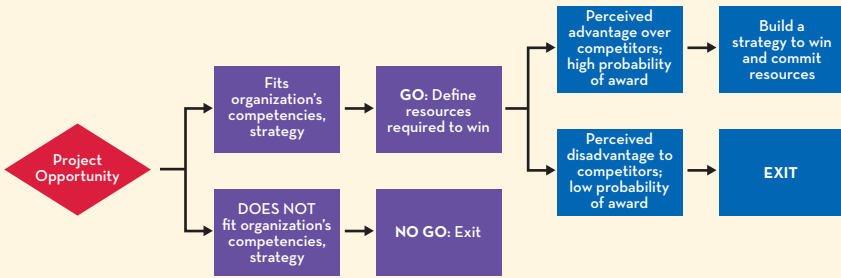 Project
Opportunity
Fits
organization's
competencies,
strategy
GO: Define
resources
required to win
Perceived
advantage over
competitors;
high probability
of award
Build a
strategy to win
and commit
resources
Perceived
disadvantage to
competitors;
low probability
of award
EXIT
DOES NOT
fit organization's
competencies,
strategy
NO GO: Exit